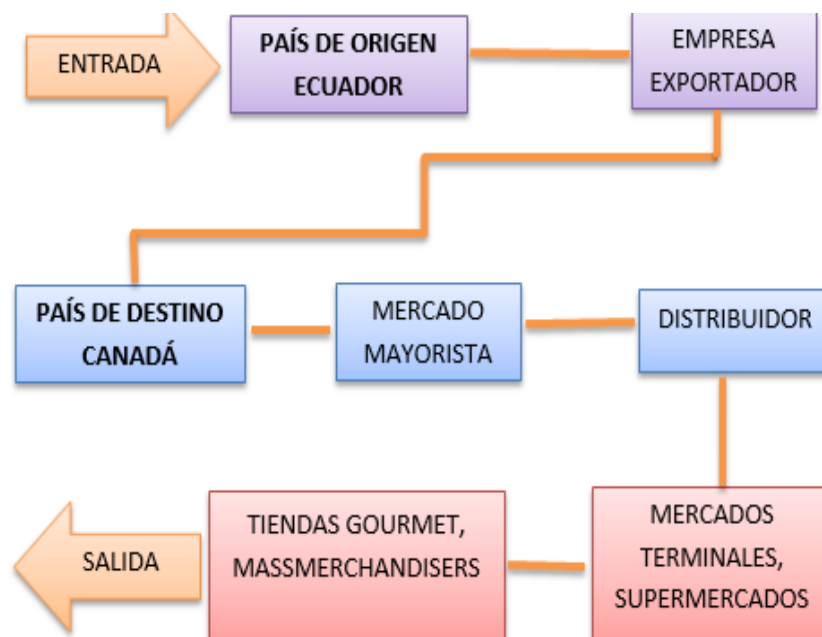 ENTRADA
PAÍS DE ORIGEN
ECUADOR
EMPRESA
EXPORTADOR
PAÍS DE DESTINO
CANADÁ
MERCADO
MAYORISTA
DISTRIBUIDOR
MERCADOS
TERMINALES,
SUPERMERCADOS
TIENDAS GOURMET,
MASSMERCHANDISERS
SALIDA